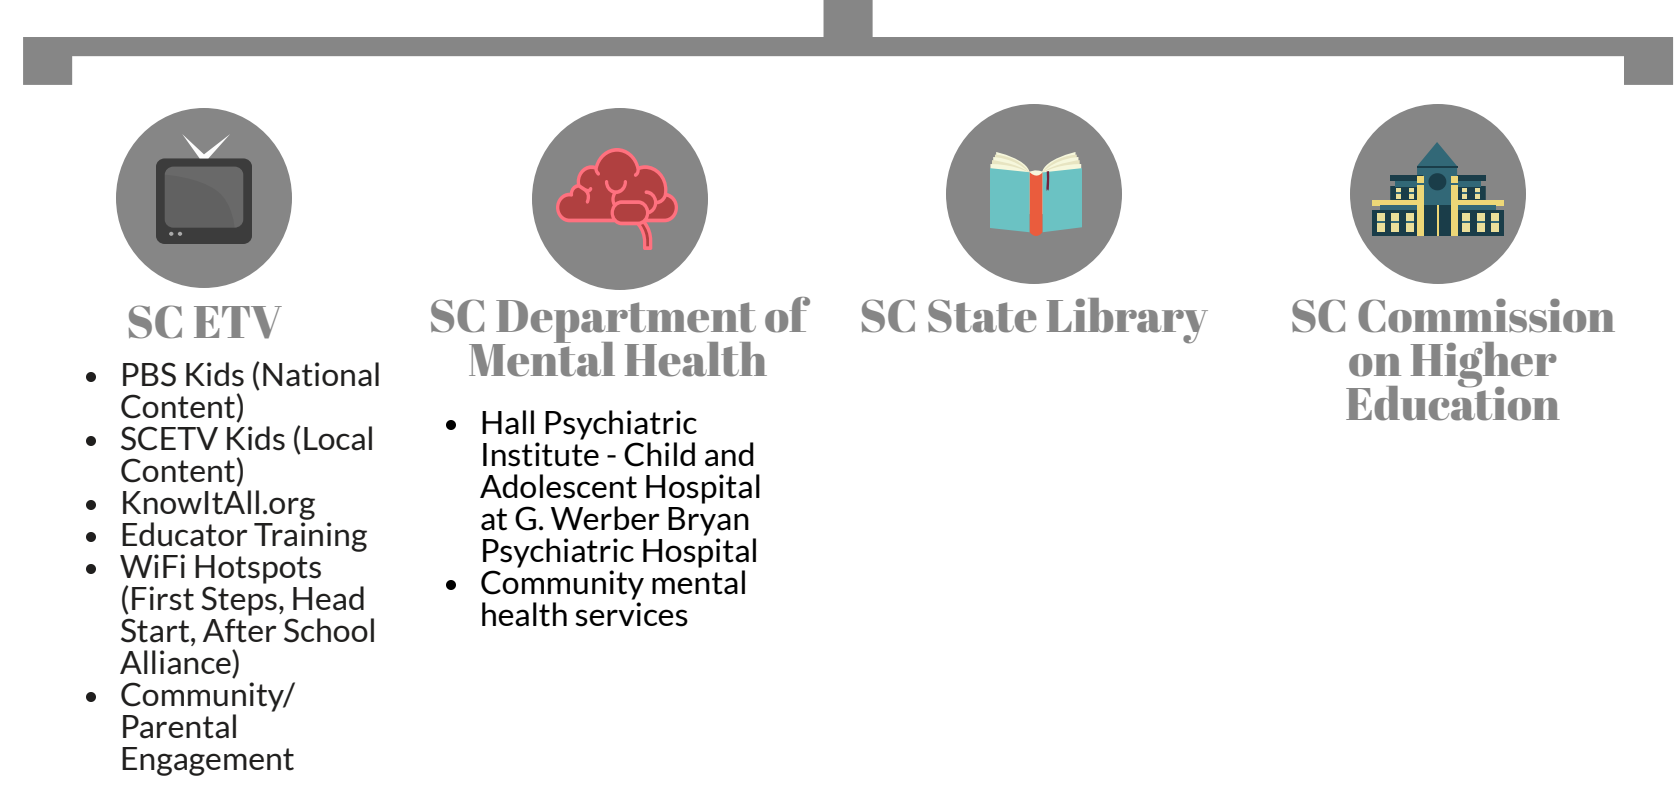 SC ETV
• PBS Kids (National
Content)
• SCETV Kids (Local
Content)
• KnowItAll.org
• Educator Training
• WiFi Hotspots
(First Steps, Head
Start, After School
Alliance)
• Community/
Parental
Engagement
SC Department of
Mental Health
• Hall Psychiatric
Institute - Child and
Adolescent Hospital
at G. Werber Bryan
Psychiatric Hospital
• Community mental
health services
SC State Library
SC Commission
on Higher
Education